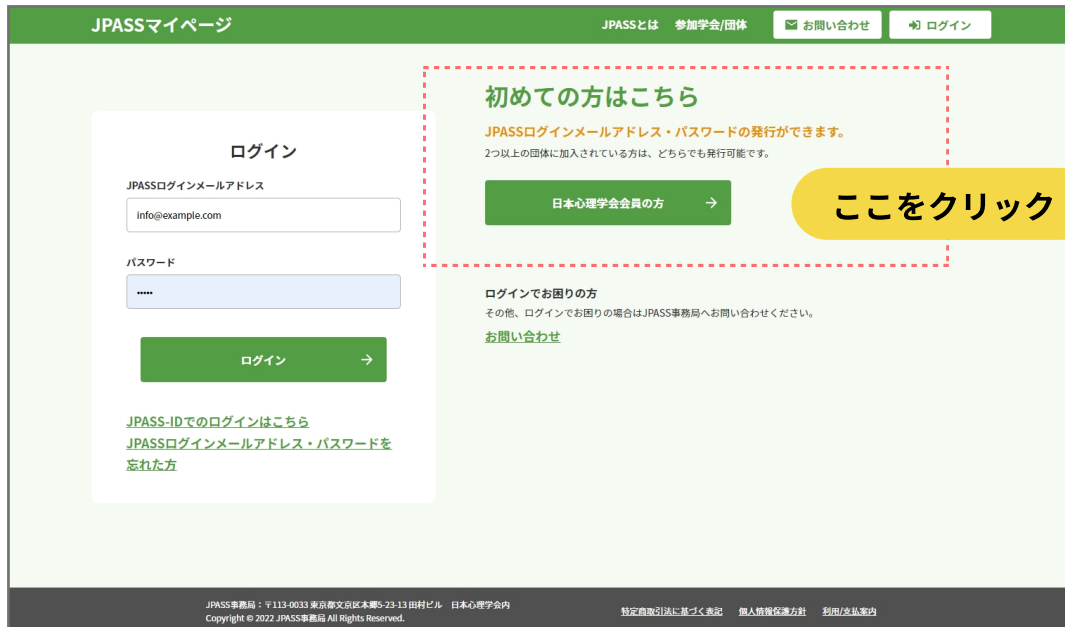 JPASSマイページ
JPASSとは 参加学会/団体 お問い合わせ ログイン
ログイン
JPASSログインメールアドレス
info@example.com
パスワード
•••••
ログイン
JPASS-IDでのログインはこちら
JPASSログインメールアドレス・パスワードを
忘れた方
初めての方はこちら
JPASSログインメールアドレス・パスワードの発行ができます。
2つ以上の団体に加入されている方は、どちらでも発行可能です。
日本心理学会会員の方
ここをクリック
ログインでお困りの方
その他、ログインでお困りの場合はJPASS事務局へお問い合わせください。
お問い合わせ
JPASS事務局：〒113-0033 東京都文京区本郷5-23-13 田村ビル 日本心理学会内
Copyright © 2022 JPASS事務局 All Rights Reserved.
特定商取引法に基づく表記 個人情報保護方針 利用/支払案内